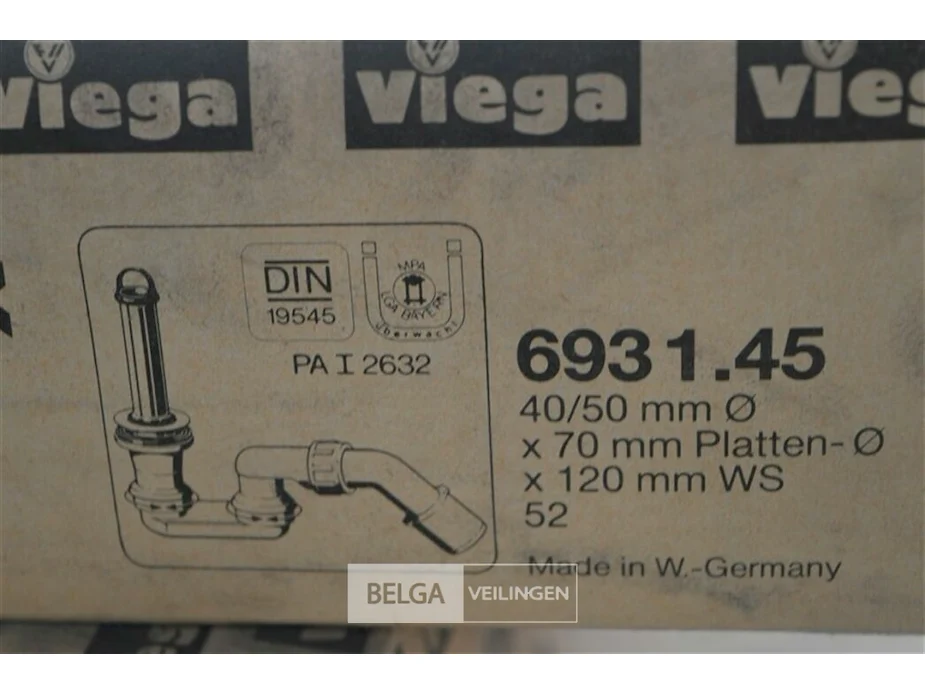 Viega
Viega
Vieg
DIN
19545
MPA
LGA BAYERN
überwacht
PA I 2632
6931.45
40/50 mm Ø
x 70 mm Platten-Ø
x 120 mm WS
52
Made in W.-Germany
BELGA VEILINGEN